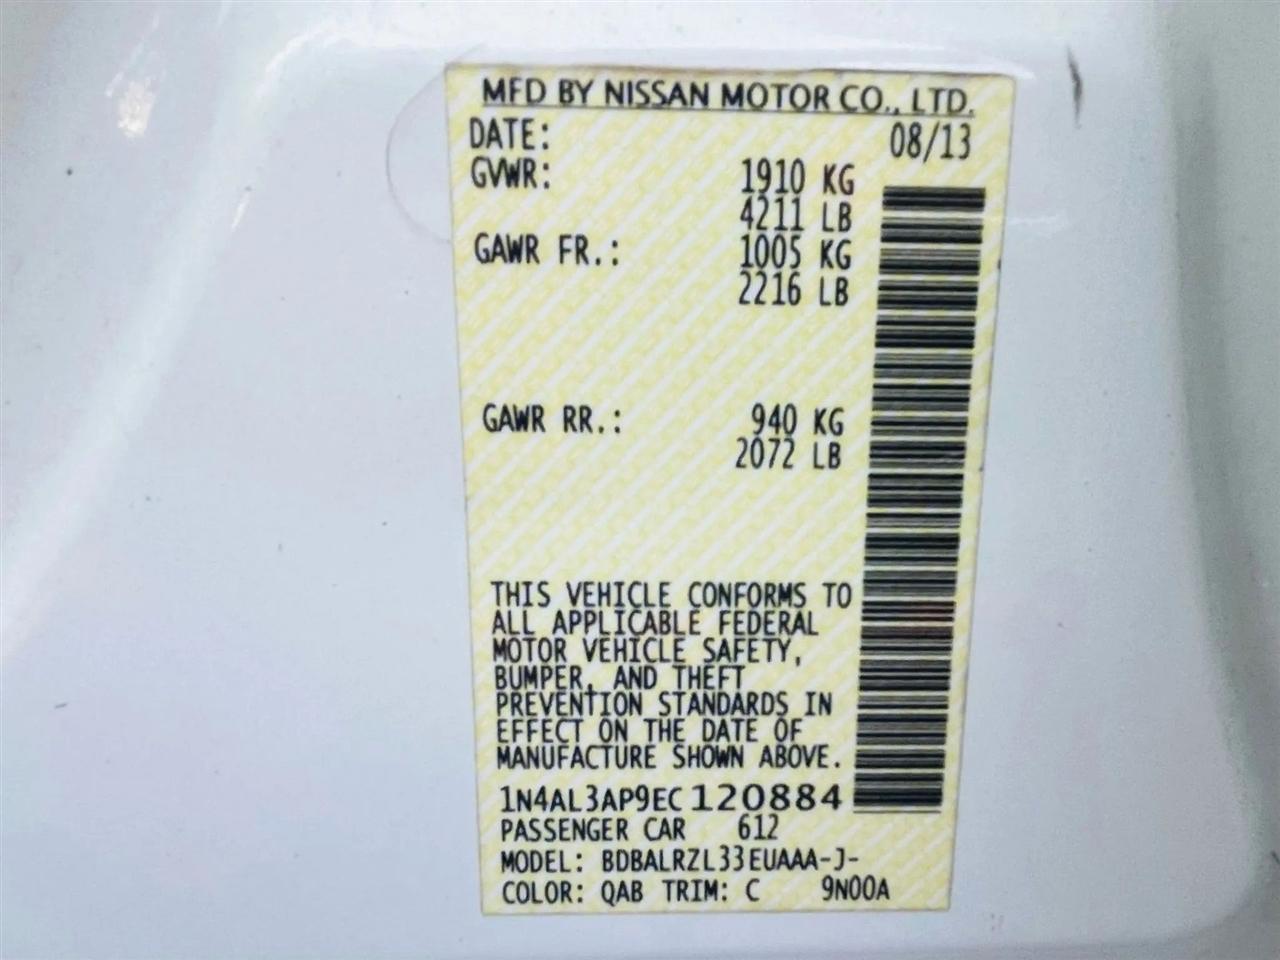 MFD BY NISSAN MOTOR CO., LTD.
DATE: 08/13
GVWR: 1910 KG
4211 LB
GAWR FR.: 1005 KG
2216 LB
GAWR RR.: 940 KG
2072 LB
THIS VEHICLE CONFORMS TO
ALL APPLICABLE FEDERAL
MOTOR VEHICLE SAFETY,
BUMPER, AND THEFT
PREVENTION STANDARDS IN
EFFECT ON THE DATE OF
MANUFACTURE SHOWN ABOVE.
1N4AL3AP9EC120884
PASSENGER CAR 612
MODEL: BDBALRZL33EUAAA-J-
COLOR: QAB TRIM: C 9N00A